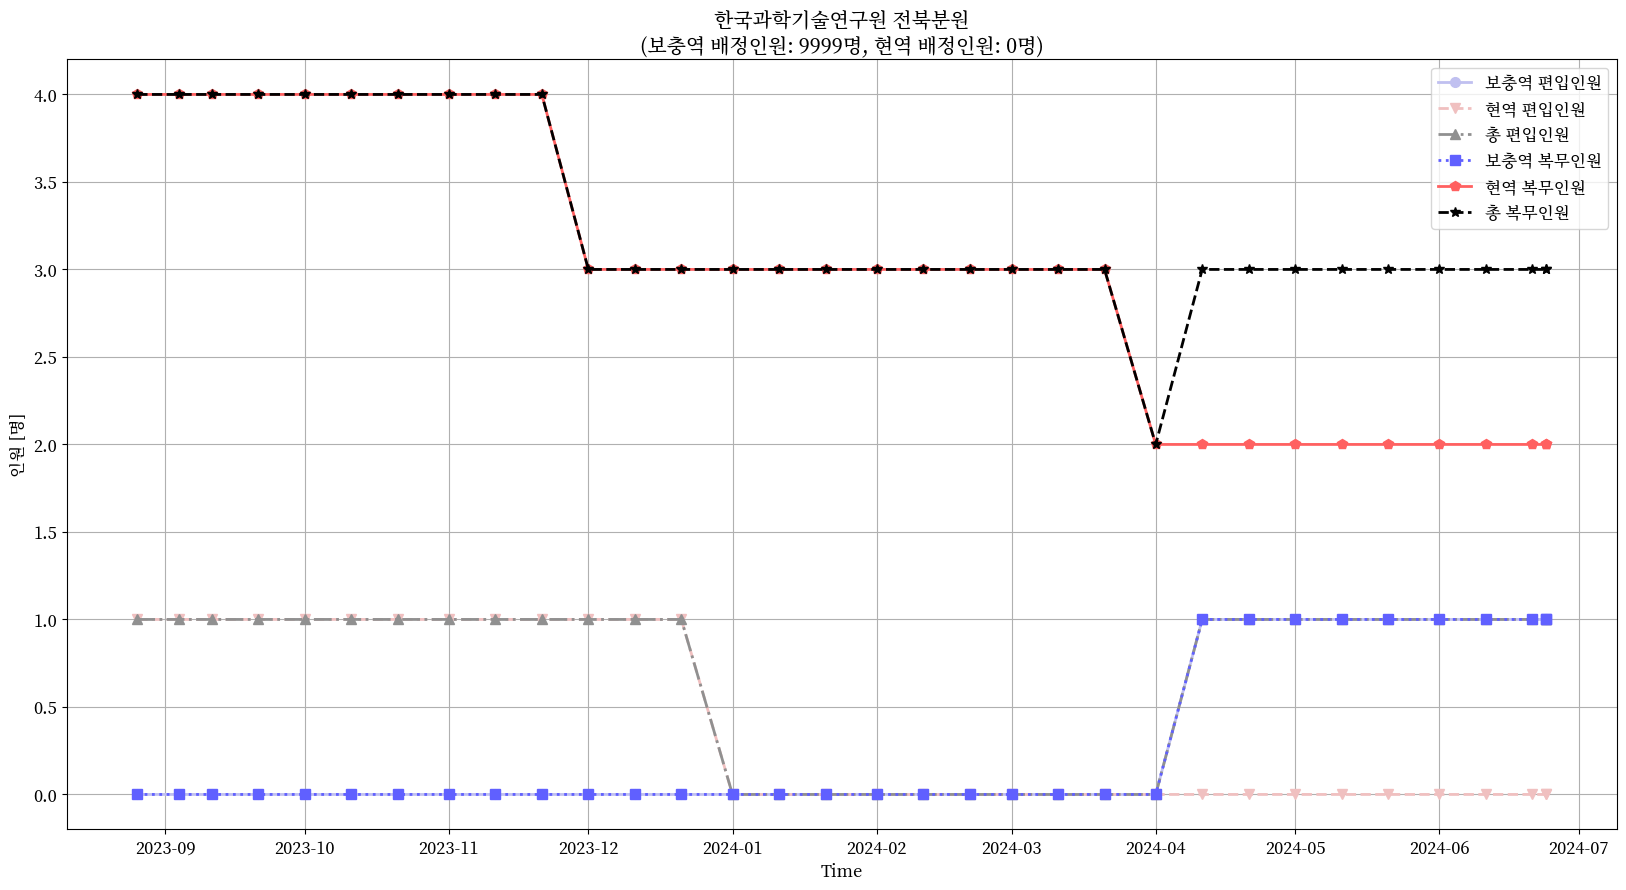 한국과학기술연구원 전북분원
(보충역 배정인원: 9999명, 현역 배정인원: 0명)
보충역 편입인원
현역 편입인원
총 편입인원
보충역 복무인원
현역 복무인원
총 복무인원
인원 [명]
4.0
3.5
3.0
2.5
2.0
1.5
1.0
0.5
0.0
2023-09 2023-10 2023-11 2023-12 2024-01 2024-02 2024-03 2024-04 2024-05 2024-06 2024-07
Time